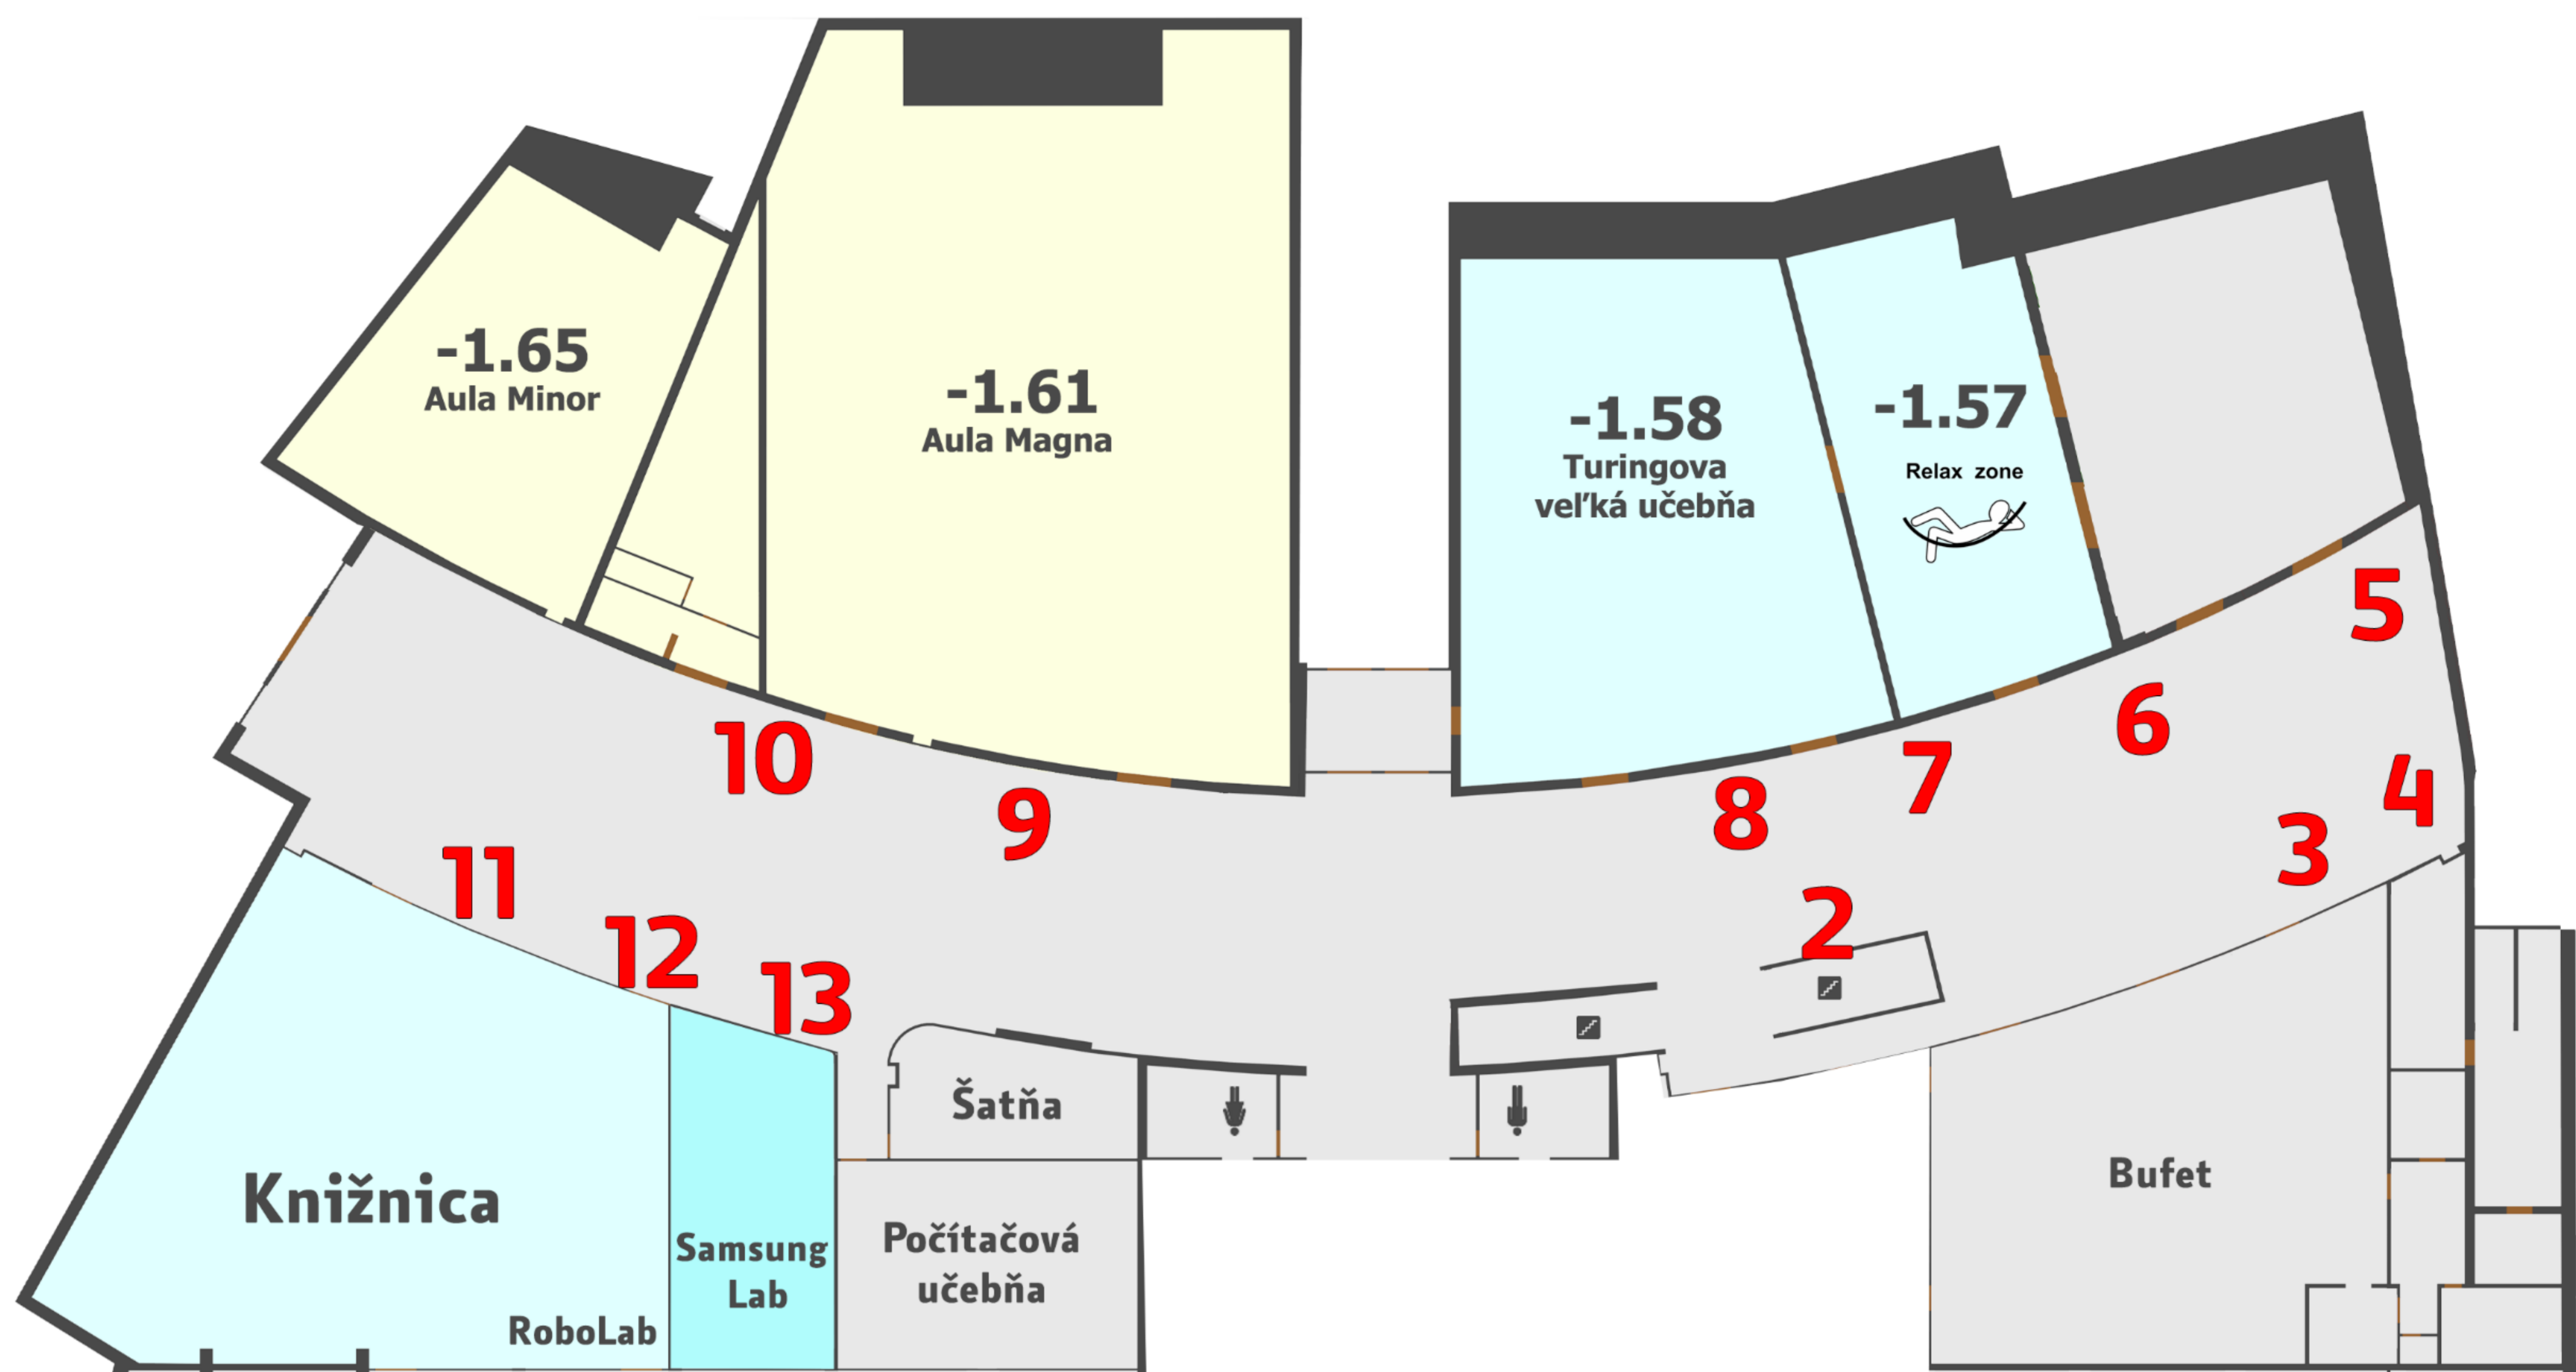 -1.65
Aula Minor
-1.61
Aula Magna
-1.58
Turingova
veľká učebňa
-1.57
Relax zone
5
6
7
4
8
3
10
9
11
2
12
13
Šatňa
Knižnica
Samsung
Lab
RoboLab
Počítačová
učebňa
Bufet